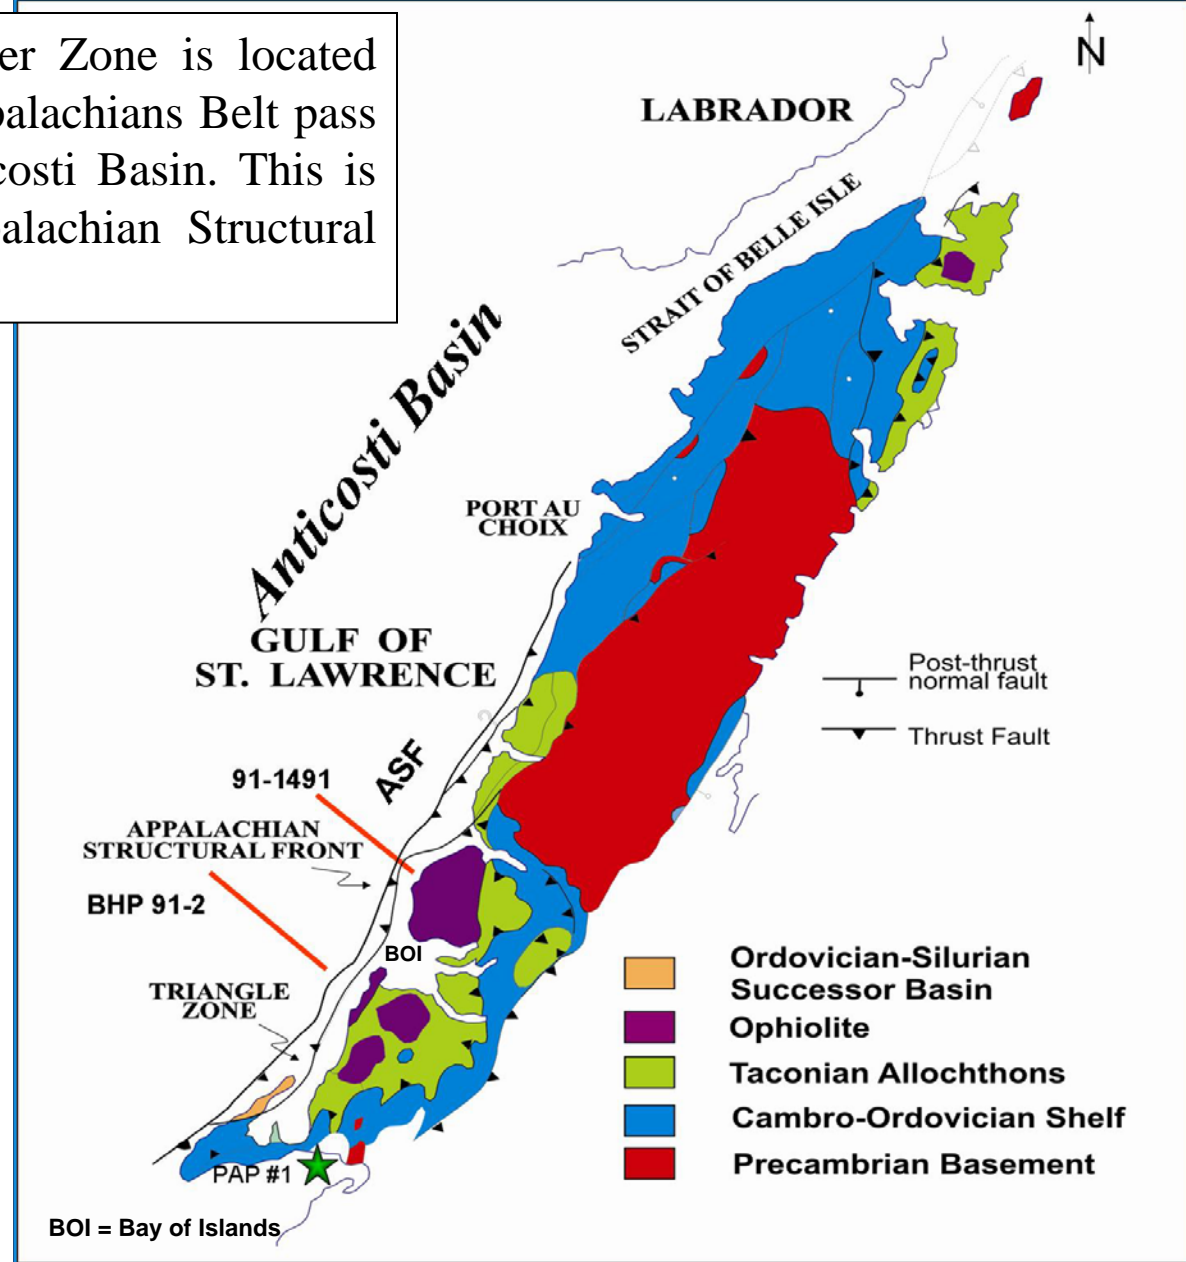 er Zone is located
palachians Belt pass
costi Basin. This is
alachian Structural
N
LABRADOR
STRAIT OF BELLE ISLE
Anticosti Basin
PORT AU
CHOIX
GULF OF
ST. LAWRENCE
Post-thrust
normal fault
Thrust Fault
ASF
91-1491
APPALACHIAN
STRUCTURAL FRONT
BHP 91-2
BOI
TRIANGLE
ZONE
Ordovician-Silurian
Successor Basin
Ophiolite
Taconian Allochthons
Cambro-Ordovician Shelf
Precambrian Basement
PAP #1
BOI = Bay of Islands